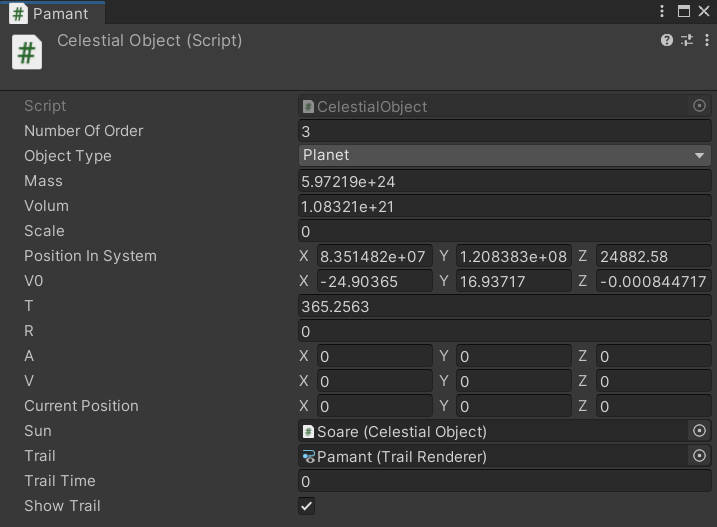 Pamant
Celestial Object (Script)
Script CelestialObject
Number Of Order 3
Object Type Planet
Mass 5.97219e+24
Volum 1.08321e+21
Scale 0
Position In System X 8.351482e+07 Y 1.208383e+08 Z 24882.58
V0 X -24.90365 Y 16.93717 Z -0.000844717
T 365.2563
R 0
A X 0 Y 0 Z 0
V X 0 Y 0 Z 0
Current Position X 0 Y 0 Z 0
Sun Soare (Celestial Object)
Trail Pamant (Trail Renderer)
Trail Time 0
Show Trail